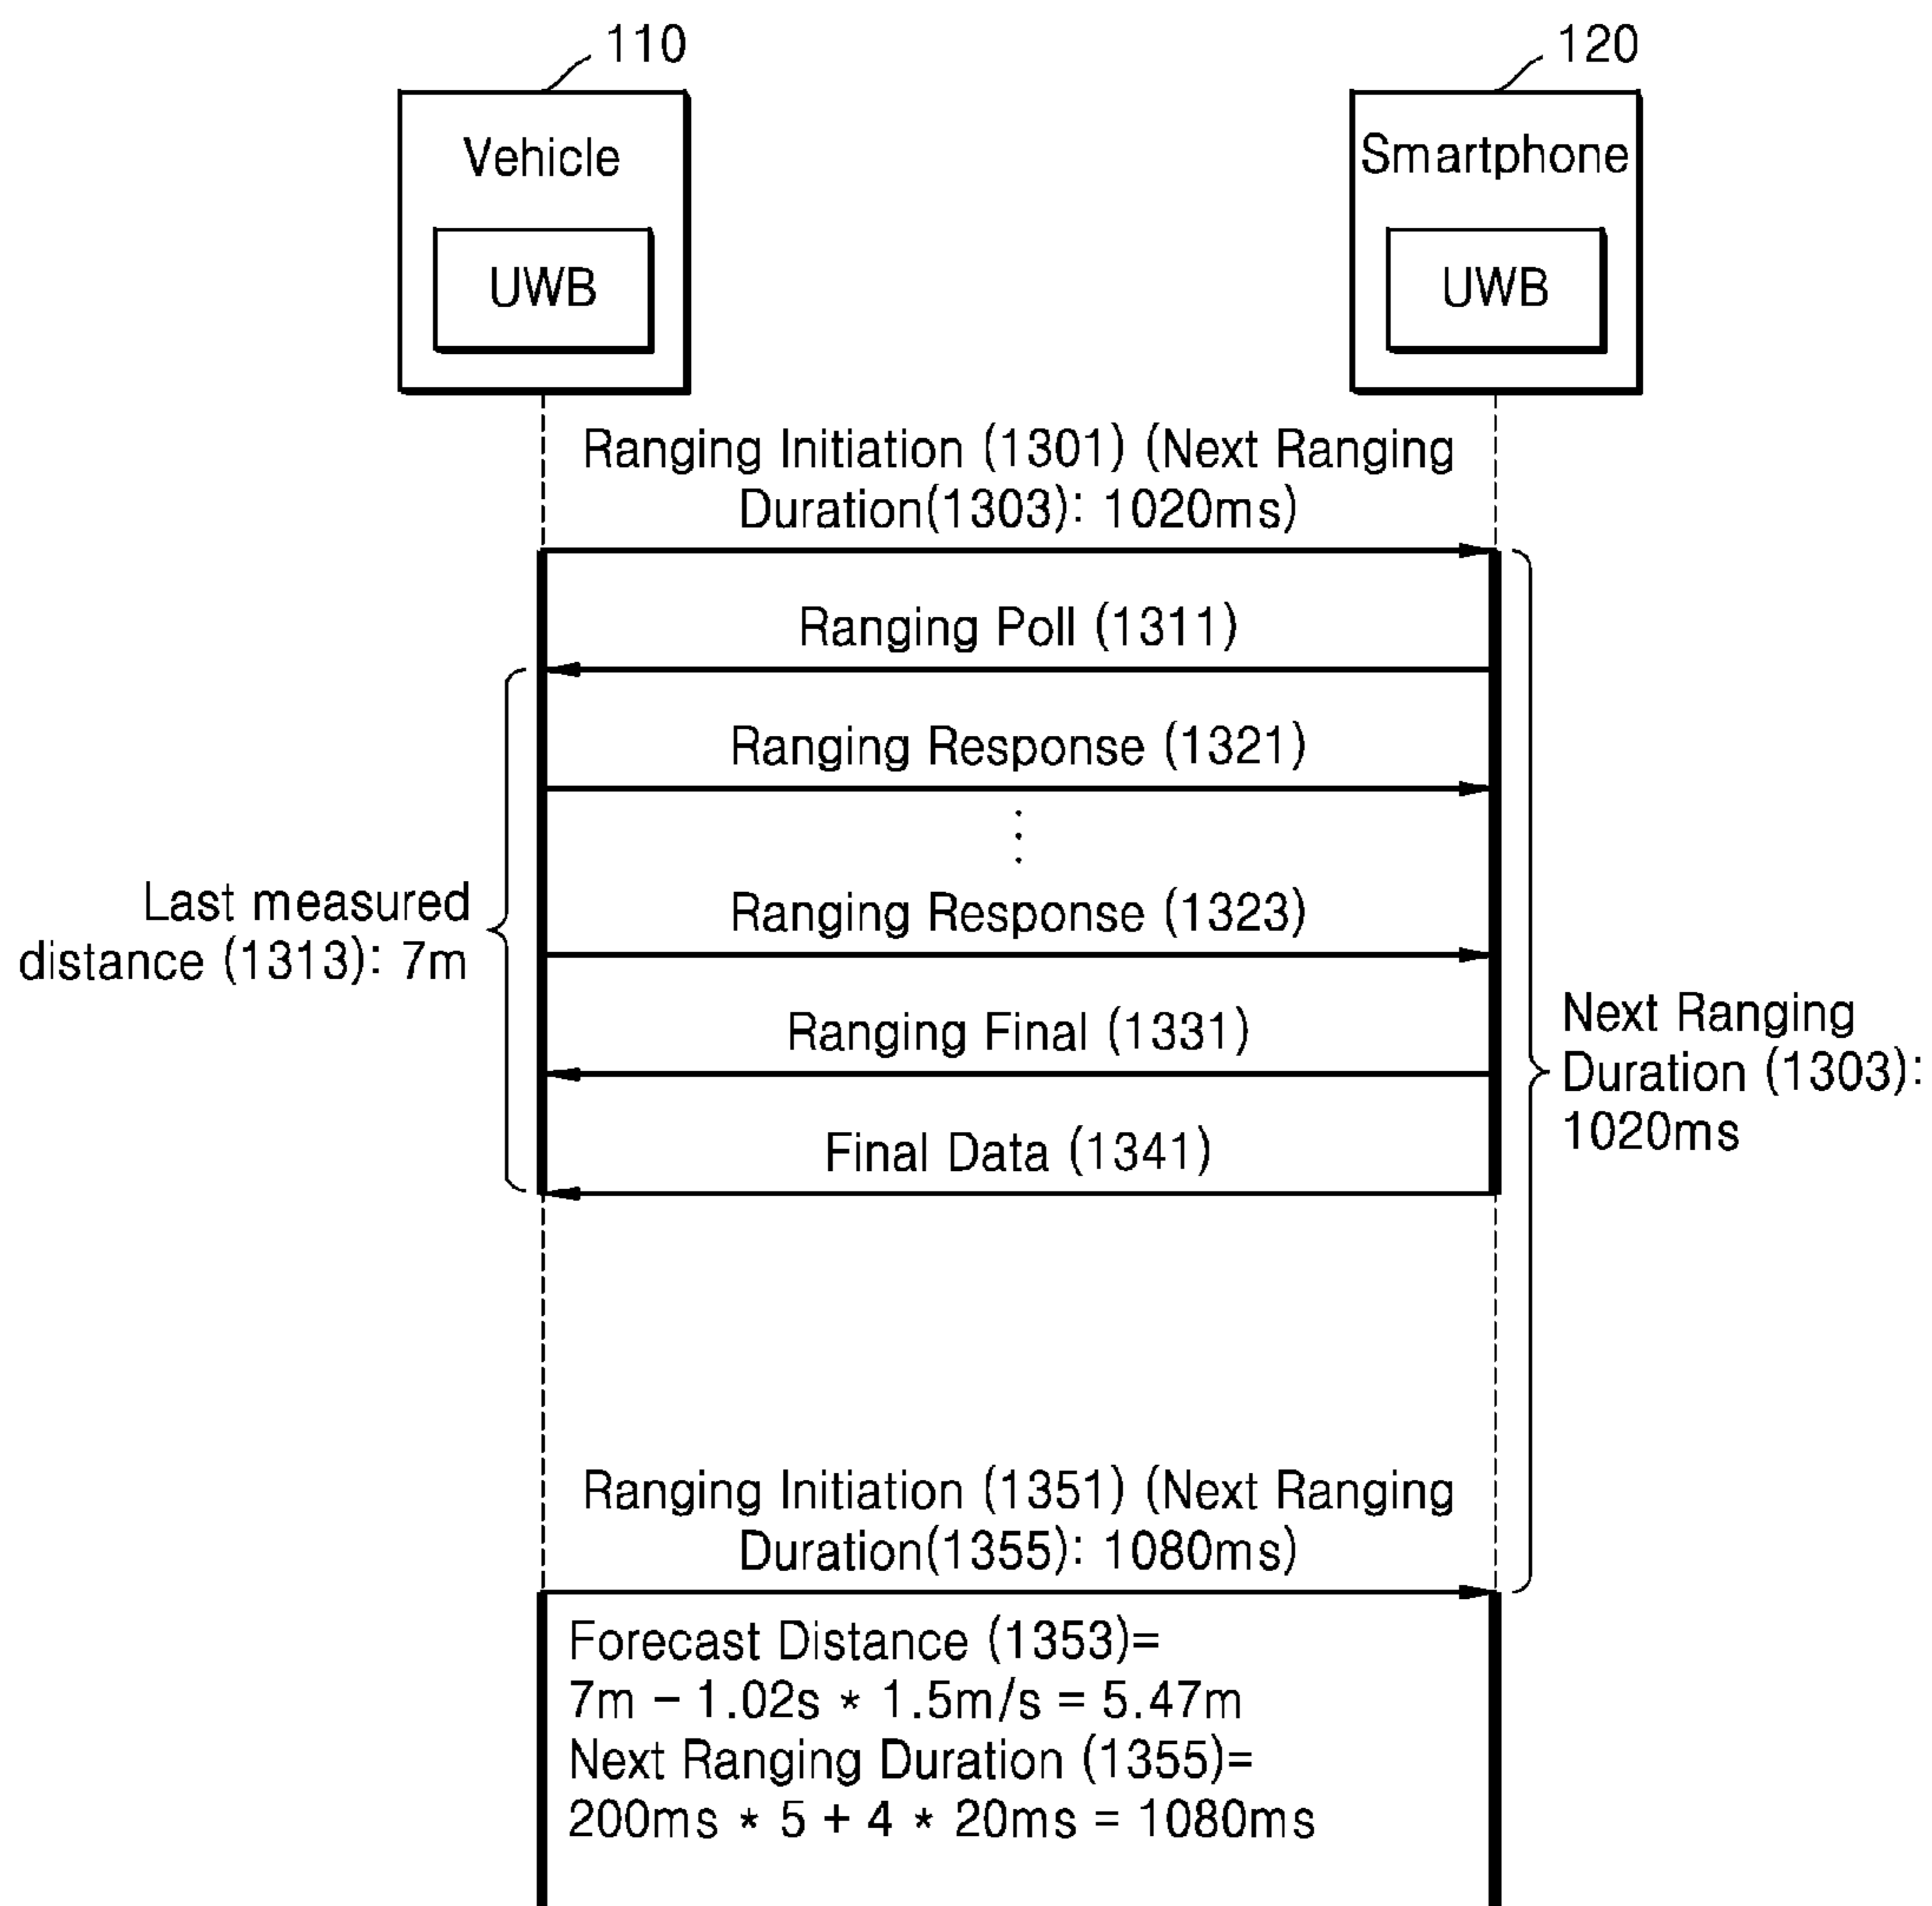 110
120
Vehicle
Smartphone
UWB
UWB
Ranging Initiation (1301) (Next Ranging
Duration(1303): 1020ms)
Ranging Poll (1311)
Ranging Response (1321)
Last measured
distance (1313): 7m
Ranging Response (1323)
Ranging Final (1331)
Next Ranging
Duration (1303):
1020ms
Final Data (1341)
Ranging Initiation (1351) (Next Ranging
Duration(1355): 1080ms)
Forecast Distance (1353)=
7m − 1.02s * 1.5m/s = 5.47m
Next Ranging Duration (1355)=
200ms * 5 + 4 * 20ms = 1080ms